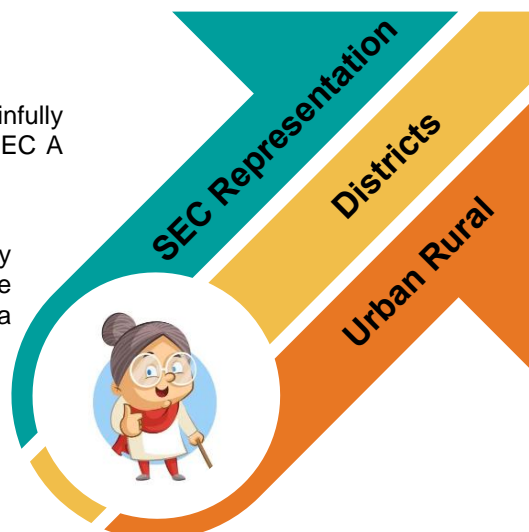 infully
EC A
y
e
a
SEC Representation
Districts
Urban Rural